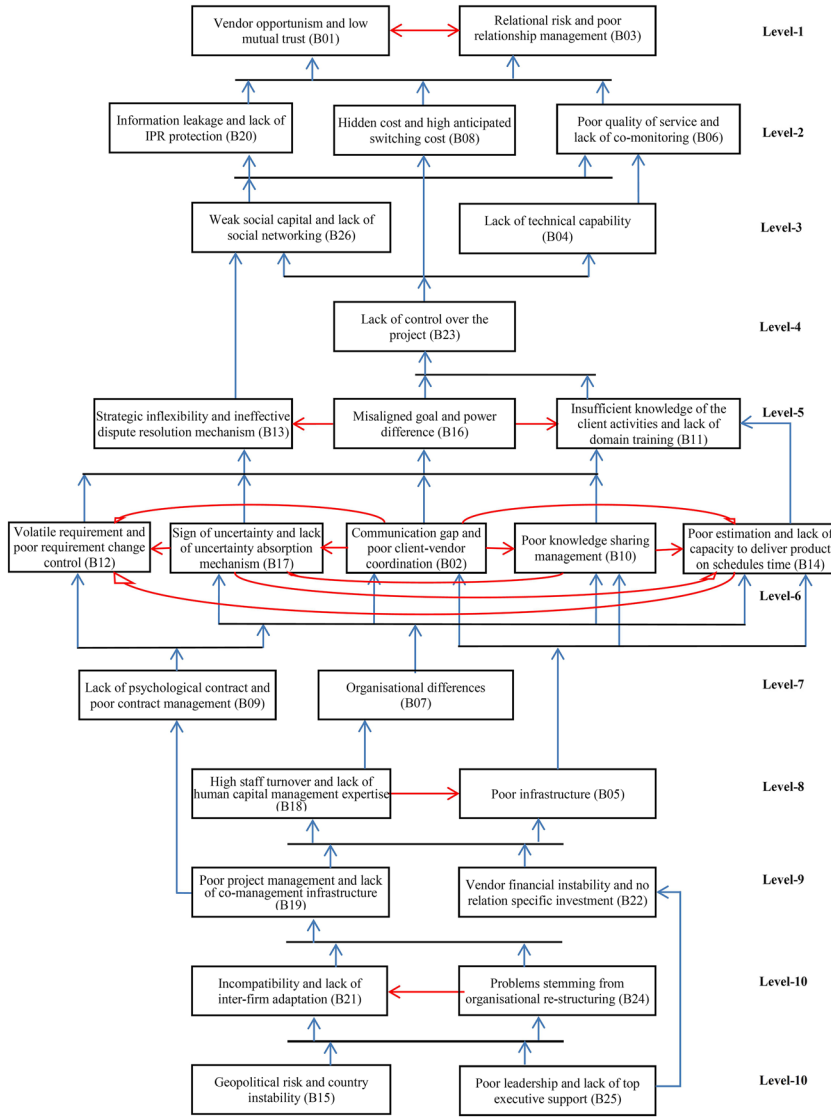 Vendor opportunism and low
mutual trust (B01)
Relational risk and poor
relationship management (B03)
Level-1
Information leakage and lack of
IPR protection (B20)
Hidden cost and high anticipated
switching cost (B08)
Poor quality of service and
lack of co-monitoring (B06)
Level-2
Weak social capital and lack of
social networking (B26)
Lack of technical capability
(B04)
Level-3
Lack of control over the
project (B23)
Level-4
Strategic inflexibility and ineffective
dispute resolution mechanism (B13)
Misaligned goal and power
difference (B16)
Insufficient knowledge of the
client activities and lack of
domain training (B11)
Level-5
Volatile requirement and
poor requirement change
control (B12)
Sign of uncertainty and lack
of uncertainty absorption
mechanism (B17)
Communication gap and
poor client-vendor
coordination (B02)
Poor knowledge sharing
management (B10)
Poor estimation and lack of
capacity to deliver product
on schedules time (B14)
Level-6
Lack of psychological contract and
poor contract management (B09)
Organisational differences
(B07)
Level-7
High staff turnover and lack of
human capital management expertise
(B18)
Poor infrastructure (B05)
Level-8
Poor project management and lack
of co-management infrastructure
(B19)
Vendor financial instability and no
relation specific investment (B22)
Level-9
Incompatibility and lack of
inter-firm adaptation (B21)
Problems stemming from
organisational re-structuring (B24)
Level-10
Geopolitical risk and country
instability (B15)
Poor leadership and lack of top
executive support (B25)
Level-10